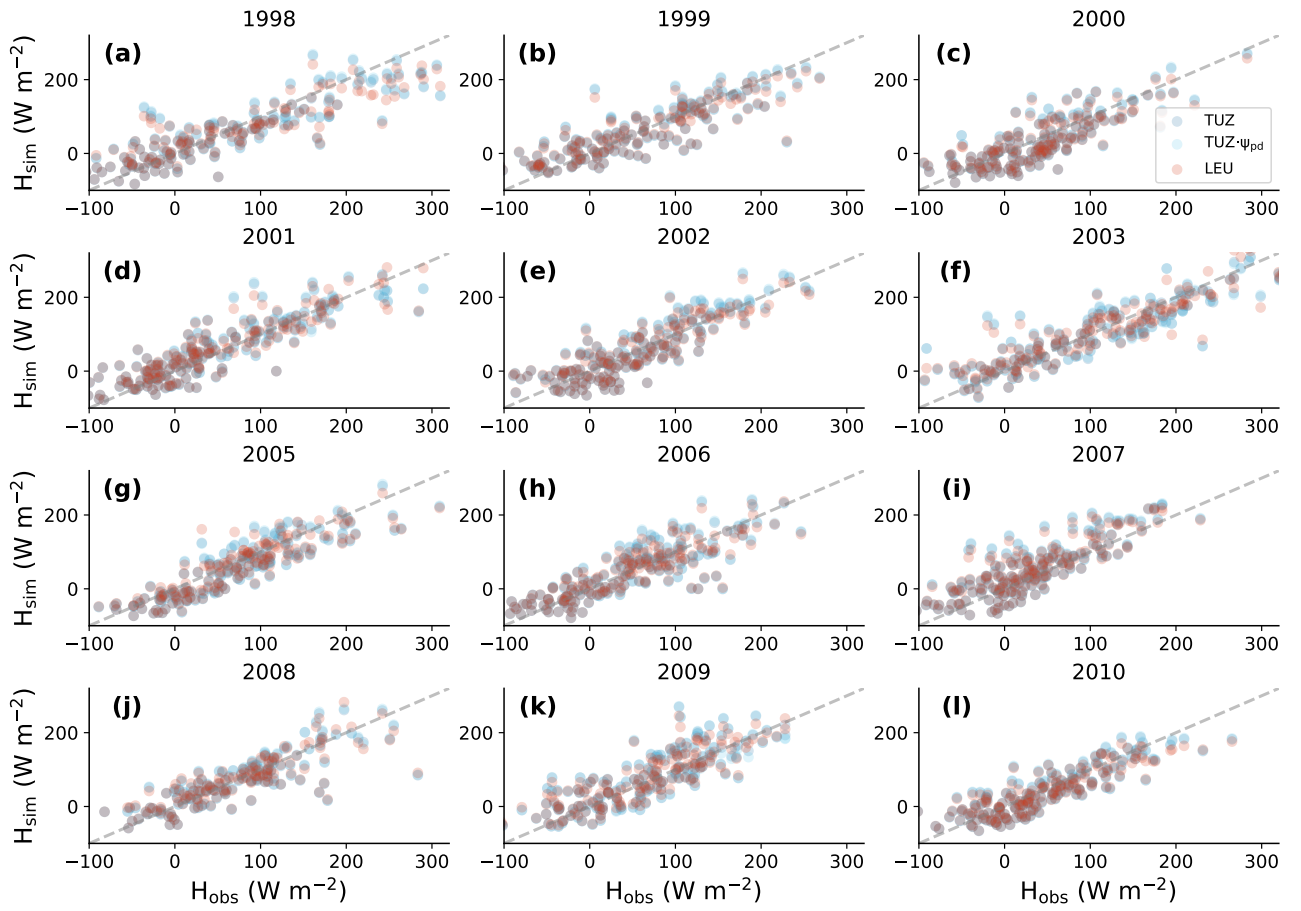 1998
1999
2000
(a)
(b)
(c)
H_sim (W m⁻²)
200
0
200
0
200
0
TUZ
TUZ·ψ_pd
LEU
−100 0 100 200 300
−100 0 100 200 300
−100 0 100 200 300
2001
2002
2003
(d)
(e)
(f)
H_sim (W m⁻²)
200
0
200
0
200
0
−100 0 100 200 300
−100 0 100 200 300
−100 0 100 200 300
2005
2006
2007
(g)
(h)
(i)
H_sim (W m⁻²)
200
0
200
0
200
0
−100 0 100 200 300
−100 0 100 200 300
−100 0 100 200 300
2008
2009
2010
(j)
(k)
(l)
H_sim (W m⁻²)
200
0
200
0
200
0
−100 0 100 200 300
−100 0 100 200 300
−100 0 100 200 300
H_obs (W m⁻²)
H_obs (W m⁻²)
H_obs (W m⁻²)